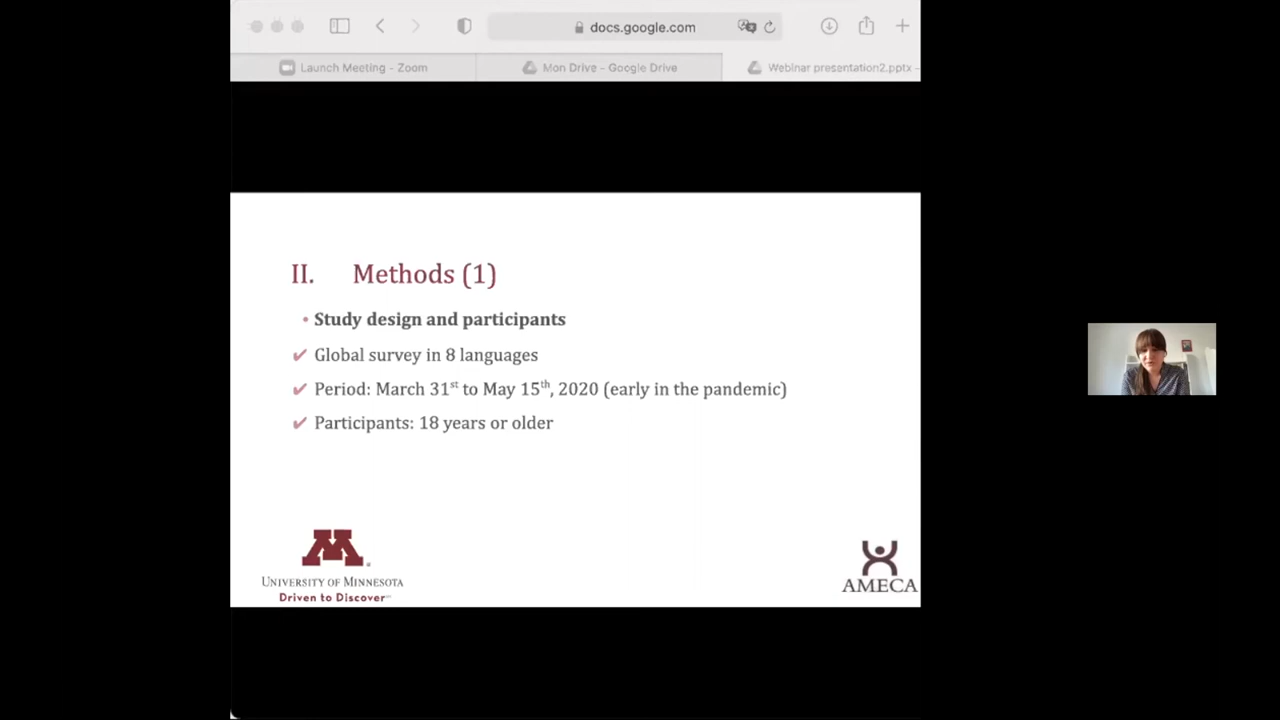 docs.google.com
Launch Meeting - Zoom
Mon Drive - Google Drive
Webinar presentation2.pptx -
II. Methods (1)
• Study design and participants
✔ Global survey in 8 languages
✔ Period: March 31st to May 15th, 2020 (early in the pandemic)
✔ Participants: 18 years or older
M
UNIVERSITY OF MINNESOTA
Driven to Discover
AMECA